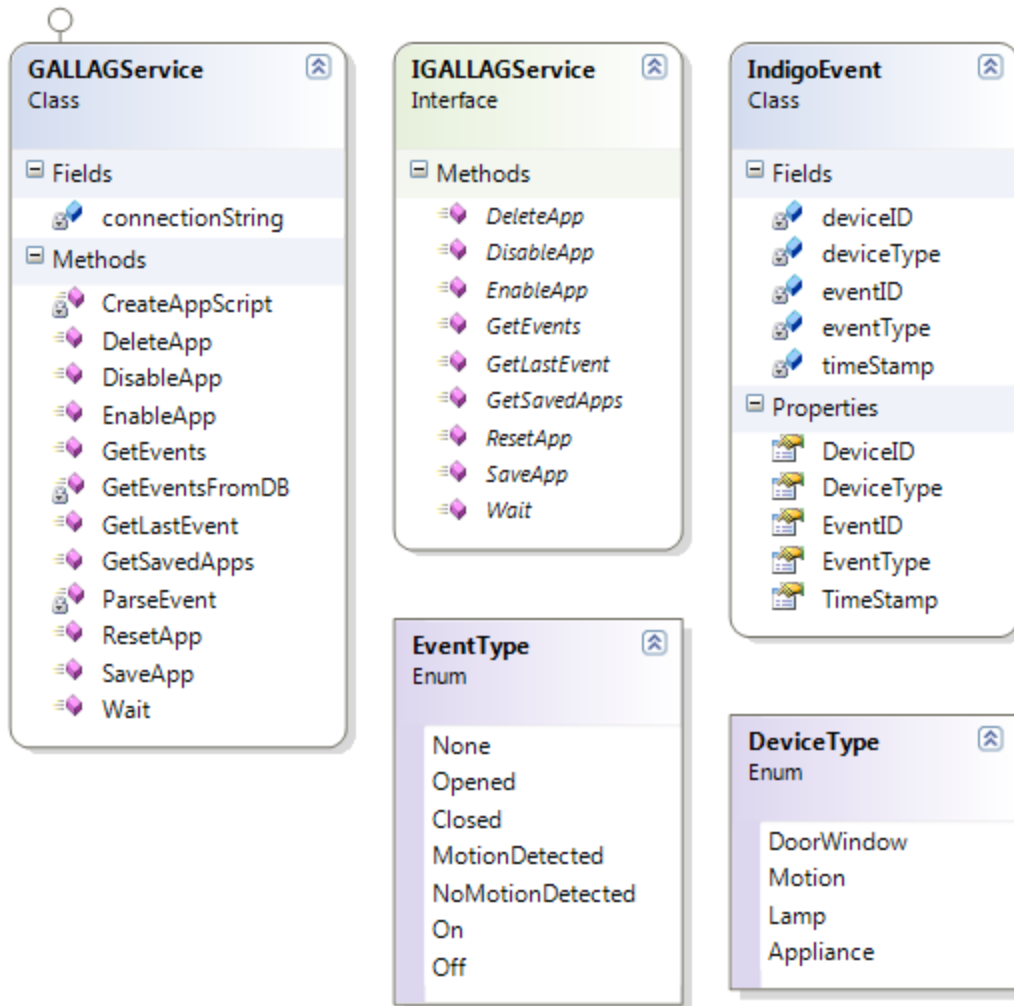 GALLAGService
Class
Fields
connectionString
Methods
CreateAppScript
DeleteApp
DisableApp
EnableApp
GetEvents
GetEventsFromDB
GetLastEvent
GetSavedApps
ParseEvent
ResetApp
SaveApp
Wait
IGALLAGService
Interface
Methods
DeleteApp
DisableApp
EnableApp
GetEvents
GetLastEvent
GetSavedApps
ResetApp
SaveApp
Wait
EventType
Enum
None
Opened
Closed
MotionDetected
NoMotionDetected
On
Off
IndigoEvent
Class
Fields
deviceID
deviceType
eventID
eventType
timeStamp
Properties
DeviceID
DeviceType
EventID
EventType
TimeStamp
DeviceType
Enum
DoorWindow
Motion
Lamp
Appliance